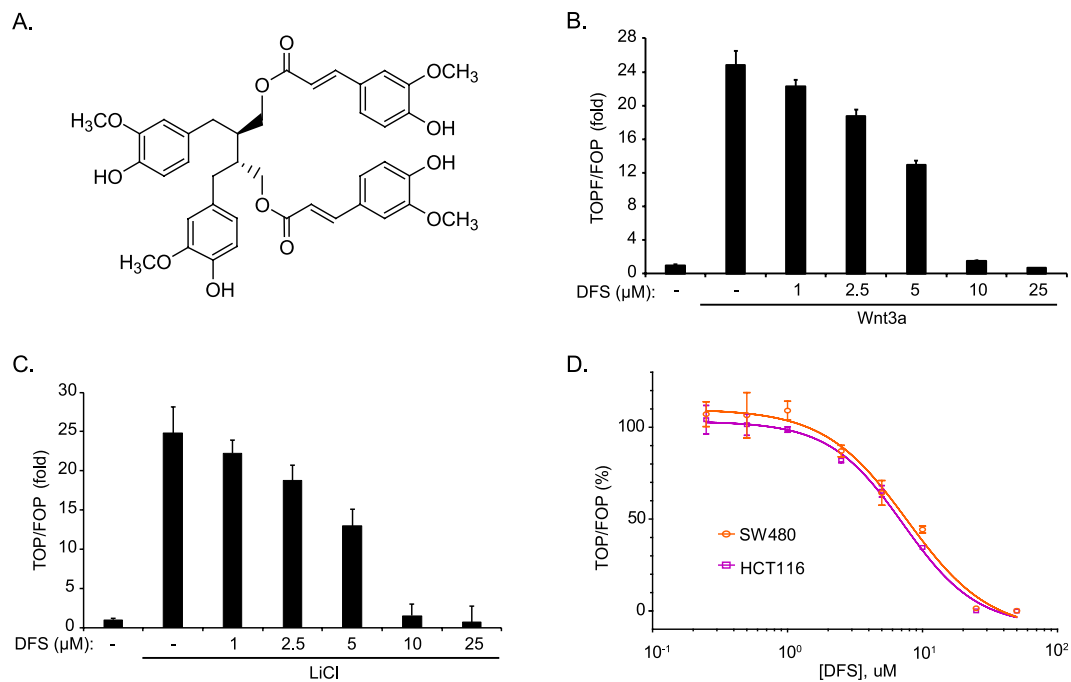 A.
O
O
OCH3
OH
H3CO
HO
OH
O
O
OCH3
H3CO
OH
B.
TOPF/FOP (fold)
28
24
20
16
12
8
4
0
DFS (µM): - - 1 2.5 5 10 25
Wnt3a
C.
TOP/FOP (fold)
30
25
20
15
10
5
0
DFS (µM): - - 1 2.5 5 10 25
LiCl
D.
TOP/FOP (%)
100
50
0
SW480
HCT116
10-1 100 101 102
[DFS], uM